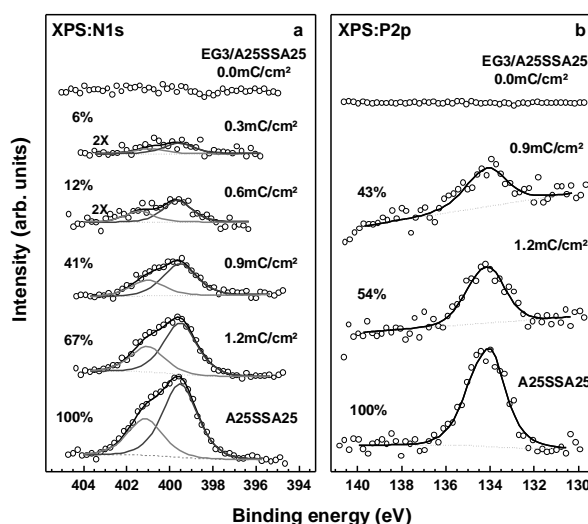 XPS:N1s
a
EG3/A25SSA25
0.0mC/cm²
6%
2X
0.3mC/cm²
12%
2X
0.6mC/cm²
41%
0.9mC/cm²
67%
1.2mC/cm²
100%
A25SSA25
404 402 400 398 396 394
XPS:P2p
b
EG3/A25SSA25
0.0mC/cm²
0.9mC/cm²
43%
1.2mC/cm²
54%
A25SSA25
100%
140 138 136 134 132 130
Intensity (arb. units)
Binding energy (eV)